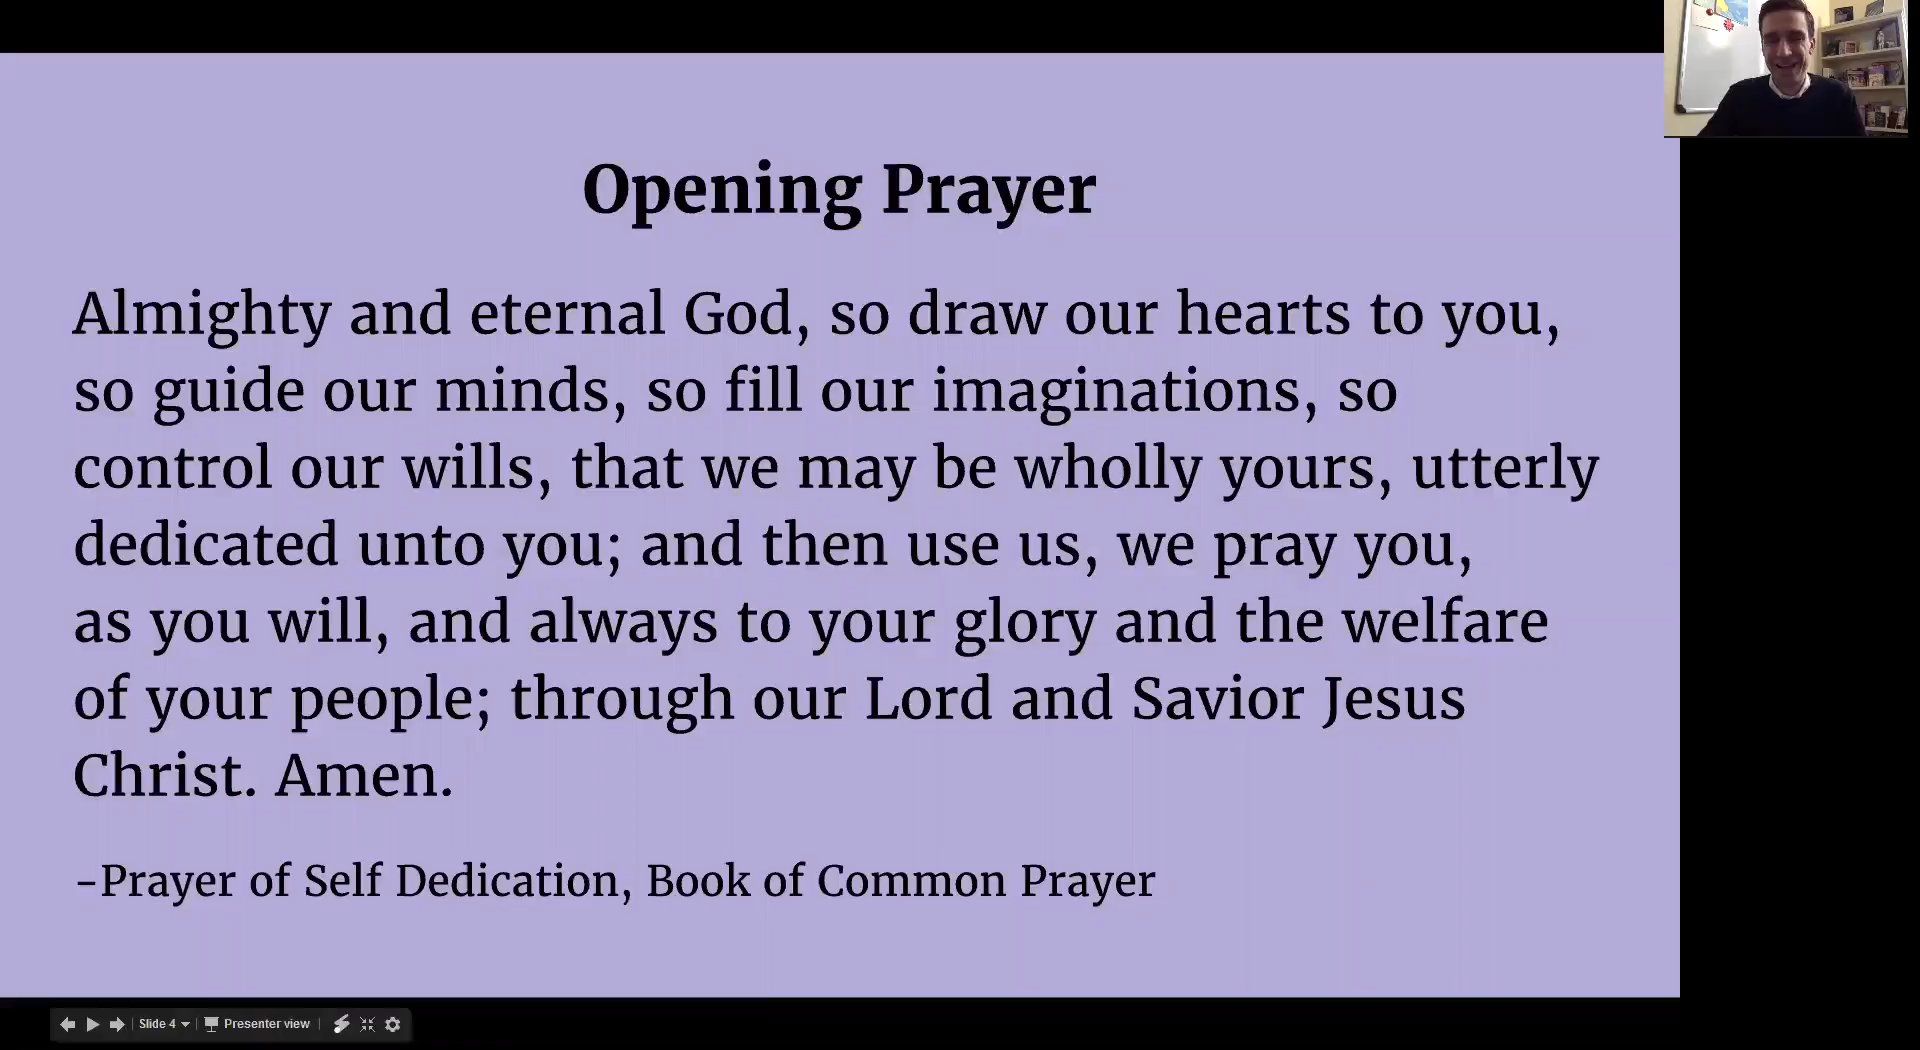 Opening Prayer
Almighty and eternal God, so draw our hearts to you,
so guide our minds, so fill our imaginations, so
control our wills, that we may be wholly yours, utterly
dedicated unto you; and then use us, we pray you,
as you will, and always to your glory and the welfare
of your people; through our Lord and Savior Jesus
Christ. Amen.
-Prayer of Self Dedication, Book of Common Prayer
Slide 4
Presenter view